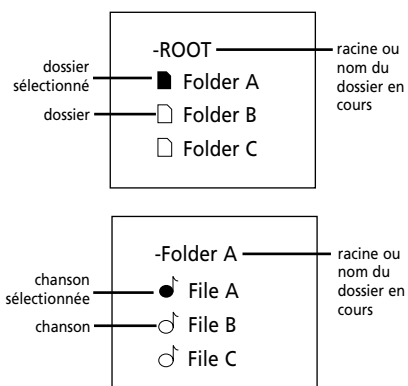 -ROOT
Folder A
Folder B
Folder C
dossier
sélectionné
dossier
racine ou
nom du
dossier en
cours
-Folder A
File A
File B
File C
chanson
sélectionnée
chanson
racine ou
nom du
dossier en
cours